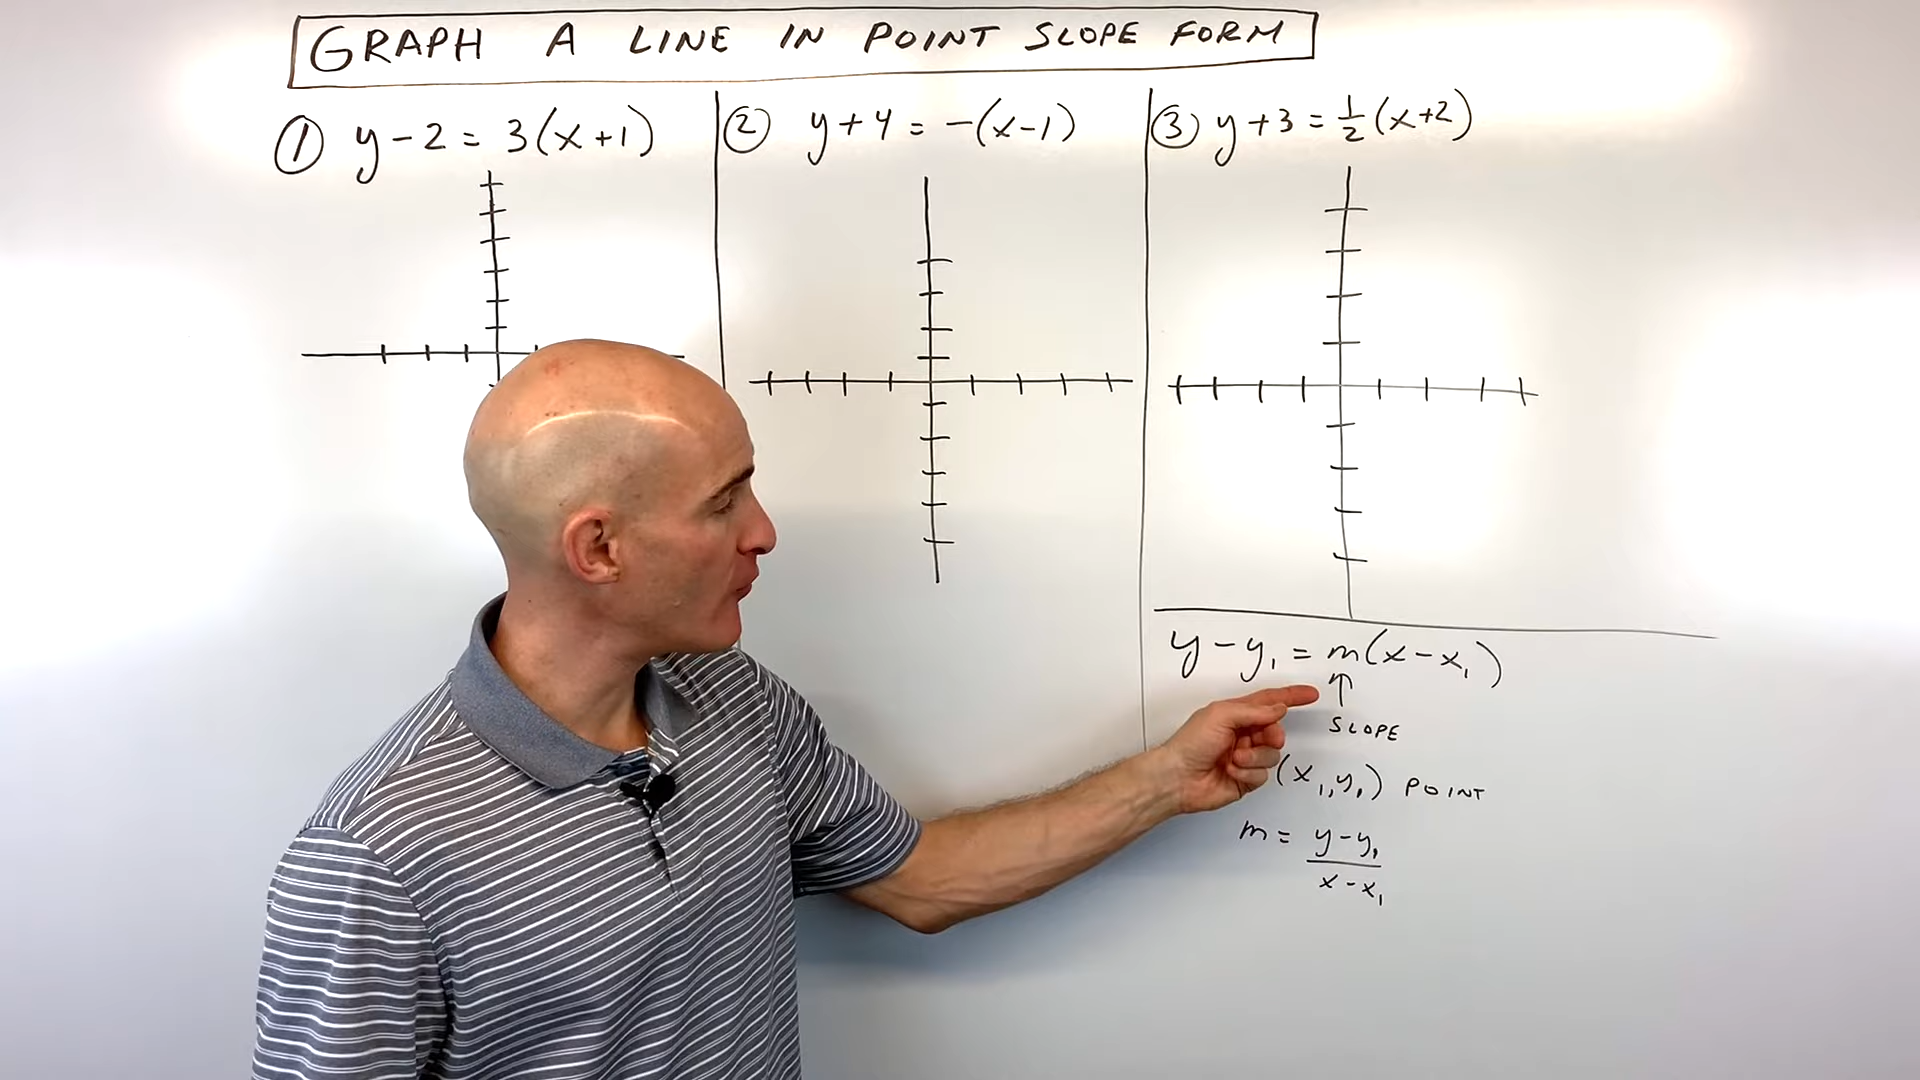 GRAPH A LINE IN POINT SLOPE FORM
① y-2 = 3(x+1)
② y+4 = -(x-1)
③ y+3 = 1/2 (x+2)
y-y₁ = m(x-x₁)
↑
SLOPE
(x₁,y₁) POINT
m = y-y₁
x-x₁